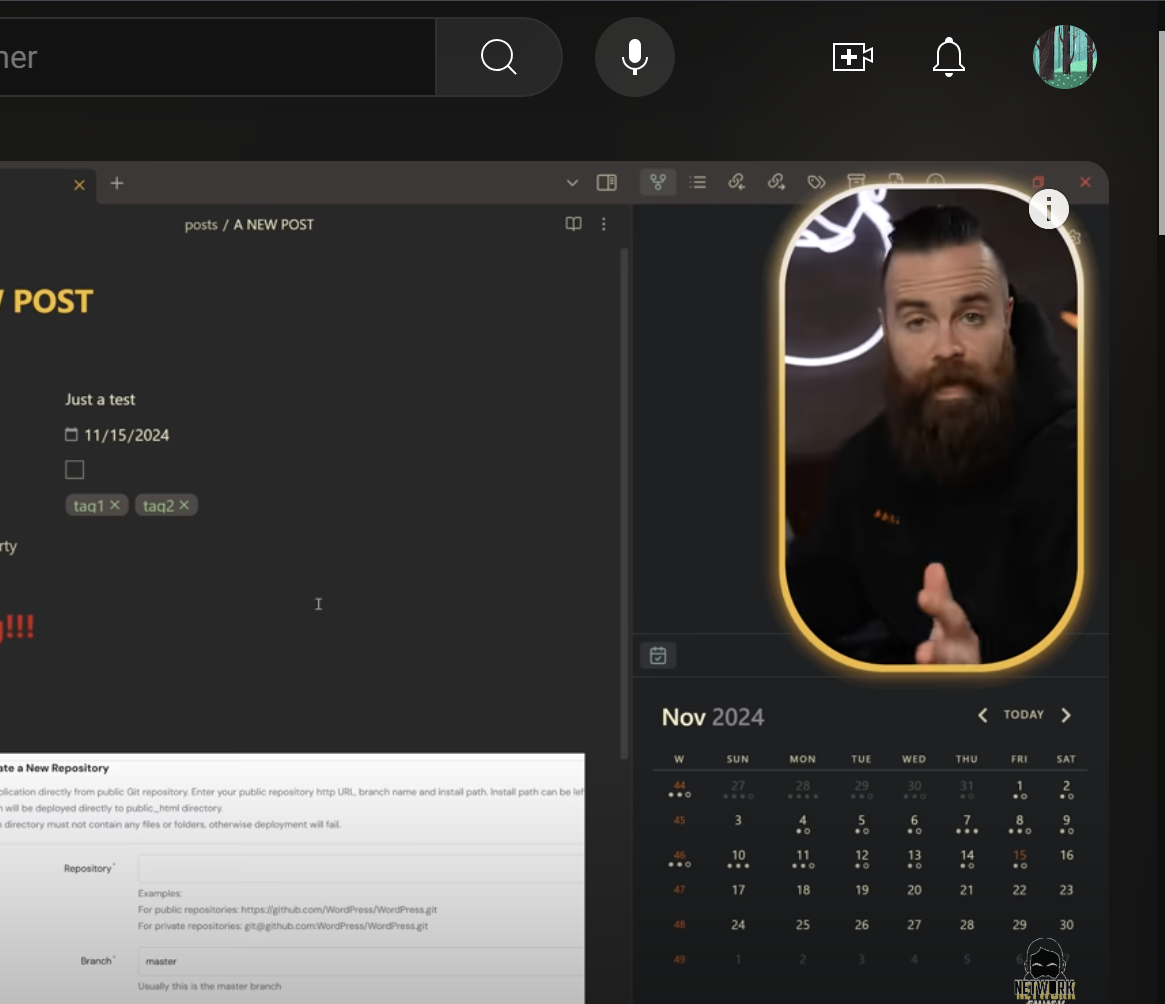 ner
posts / A NEW POST
POST
Just a test
11/15/2024
tag1 × tag2 ×
rty
g!!!
Nov 2024
TODAY
W SUN MON TUE WED THU FRI SAT
44 27 28 29 30 31 1 2
45 3 4 5 6 7 8 9
46 10 11 12 13 14 15 16
47 17 18 19 20 21 22 23
48 24 25 26 27 28 29 30
49 1 2 3 4 5 6 7
ate a New Repository
plication directly from public Git repository. Enter your public repository http URL, branch name and install path. Install path can be lef
n will be deployed directly to public_html directory.
directory must not contain any files or folders, otherwise deployment will fail.
Repository*
Examples:
For public repositories: https://github.com/WordPress/WordPress.git
For private repositories: git@github.com:WordPress/WordPress.git
Branch* master
Usually this is the master branch
NETWORK